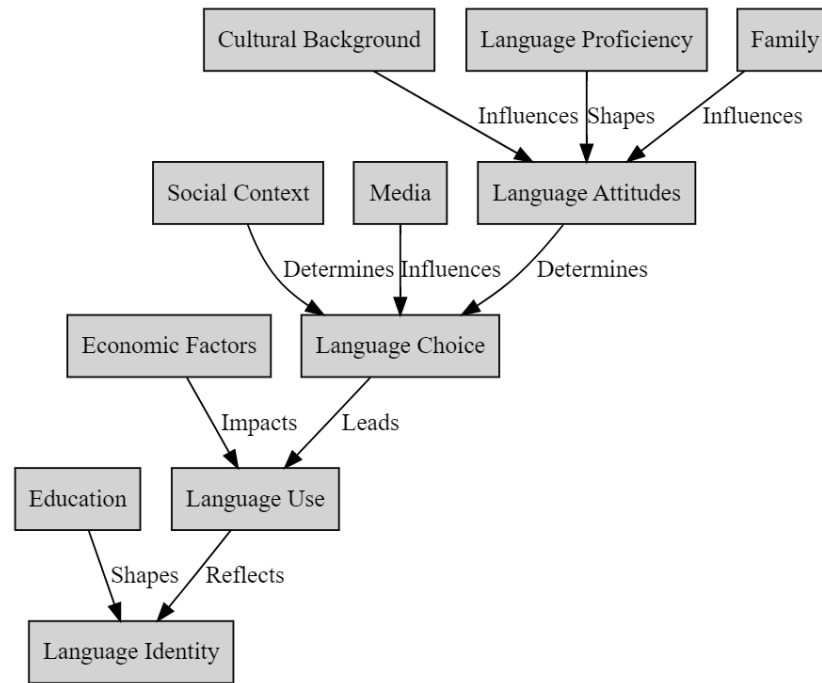 Cultural Background
Language Proficiency
Family
Influences
Shapes
Influences
Social Context
Media
Language Attitudes
Determines
Influences
Determines
Economic Factors
Language Choice
Impacts
Leads
Education
Language Use
Shapes
Reflects
Language Identity